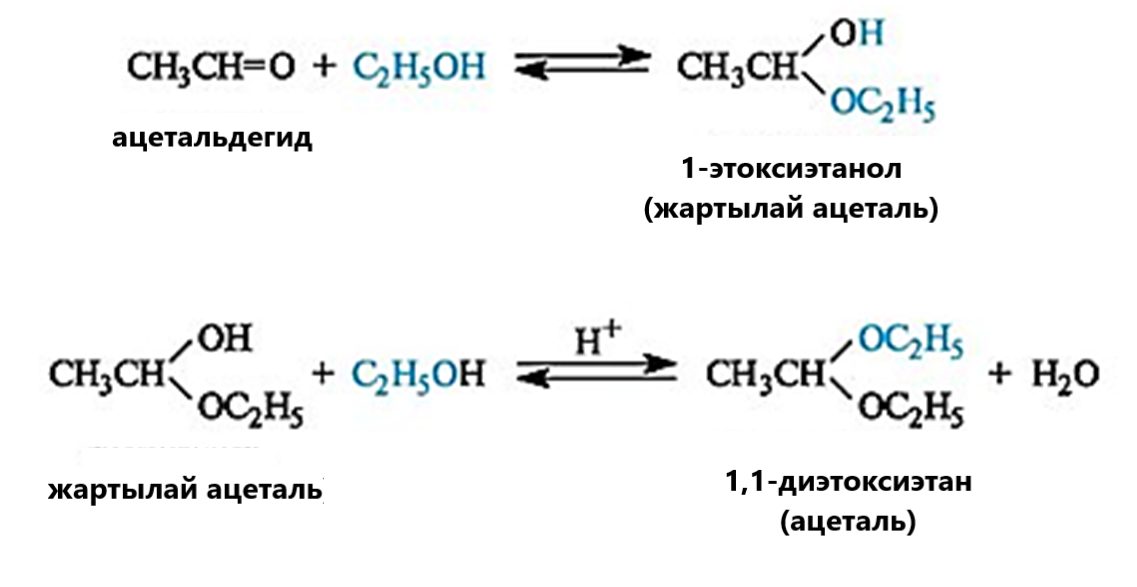 CH₃CH=O + C₂H₅OH ⇌ CH₃CH
OH
OC₂H₅
ацетальдегид
1-этоксиэтанол
(жартылай ацеталь)
CH₃CH
OH
OC₂H₅
+ C₂H₅OH
H⁺
⇌
CH₃CH
OC₂H₅
OC₂H₅
+ H₂O
жартылай ацеталь
1,1-диэтоксиэтан
(ацеталь)